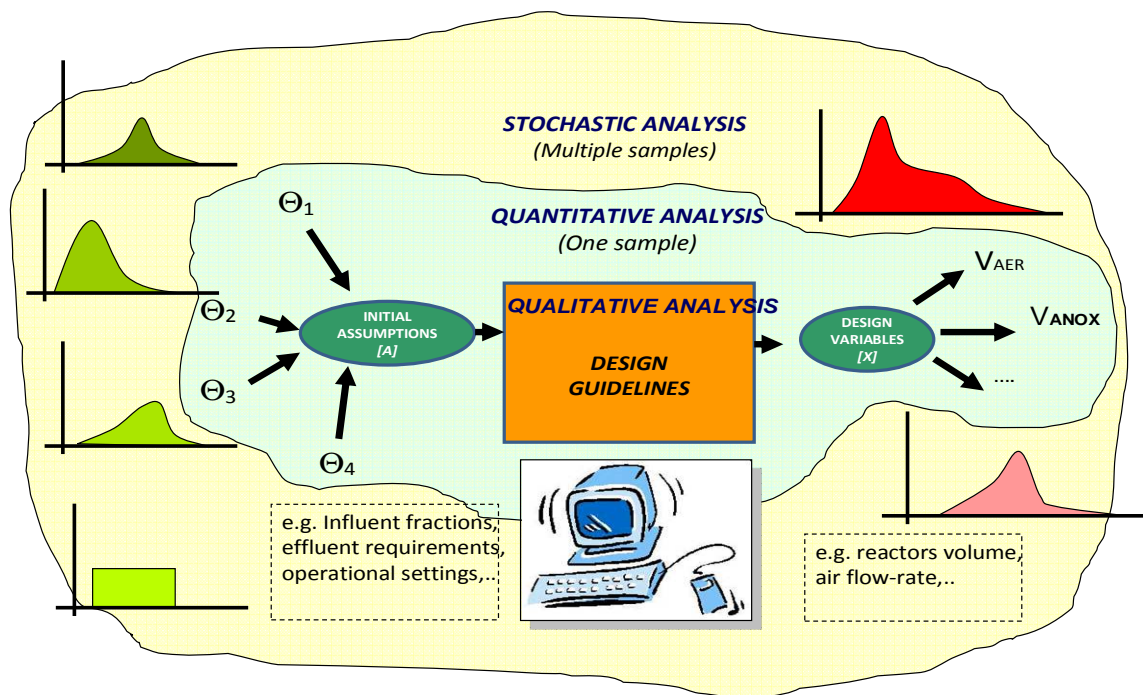 STOCHASTIC ANALYSIS
(Multiple samples)
Θ1
QUANTITATIVE ANALYSIS
(One sample)
VAER
Θ2
INITIAL
ASSUMPTIONS
[A]
QUALITATIVE ANALYSIS
DESIGN
GUIDELINES
DESIGN
VARIABLES
[X]
VANOX
Θ3
....
Θ4
e.g. Influent fractions,
effluent requirements,
operational settings,..
e.g. reactors volume,
air flow-rate,..